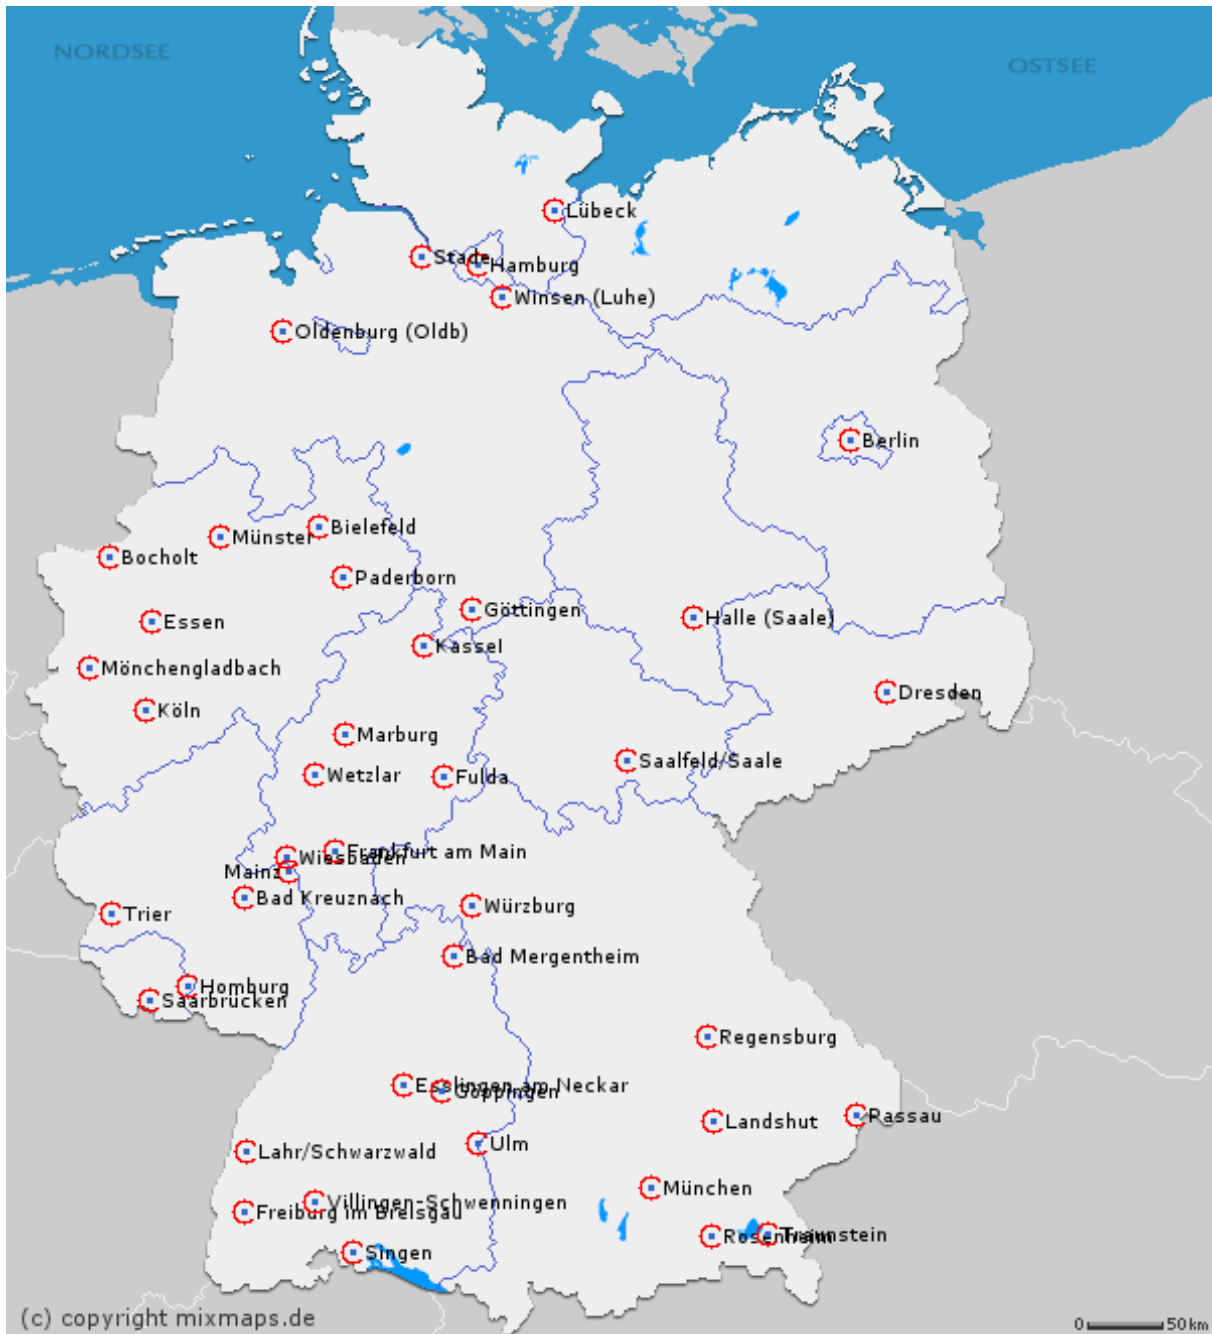 NORDSEE
OSTSEE
Lübeck
Stade
Hamburg
Winsen (Luhe)
Oldenburg (Oldb)
Berlin
Bielefeld
Münster
Bocholt
Paderborn
Göttingen
Halle (Saale)
Essen
Kassel
Mönchengladbach
Dresden
Köln
Marburg
Saalfeld/Saale
Wetzlar
Fulda
Frankfurt am Main
Wiesbaden
Mainz
Bad Kreuznach
Würzburg
Trier
Bad Mergentheim
Homburg
Saarbrücken
Regensburg
Esslingen am Neckar
Göppingen
Passau
Landshut
Ulm
Lahr/Schwarzwald
München
Villingen-Schwenningen
Freiburg im Breisgau
Traunstein
Rosenheim
Singen
(c) copyright mixmaps.de
0 50 km